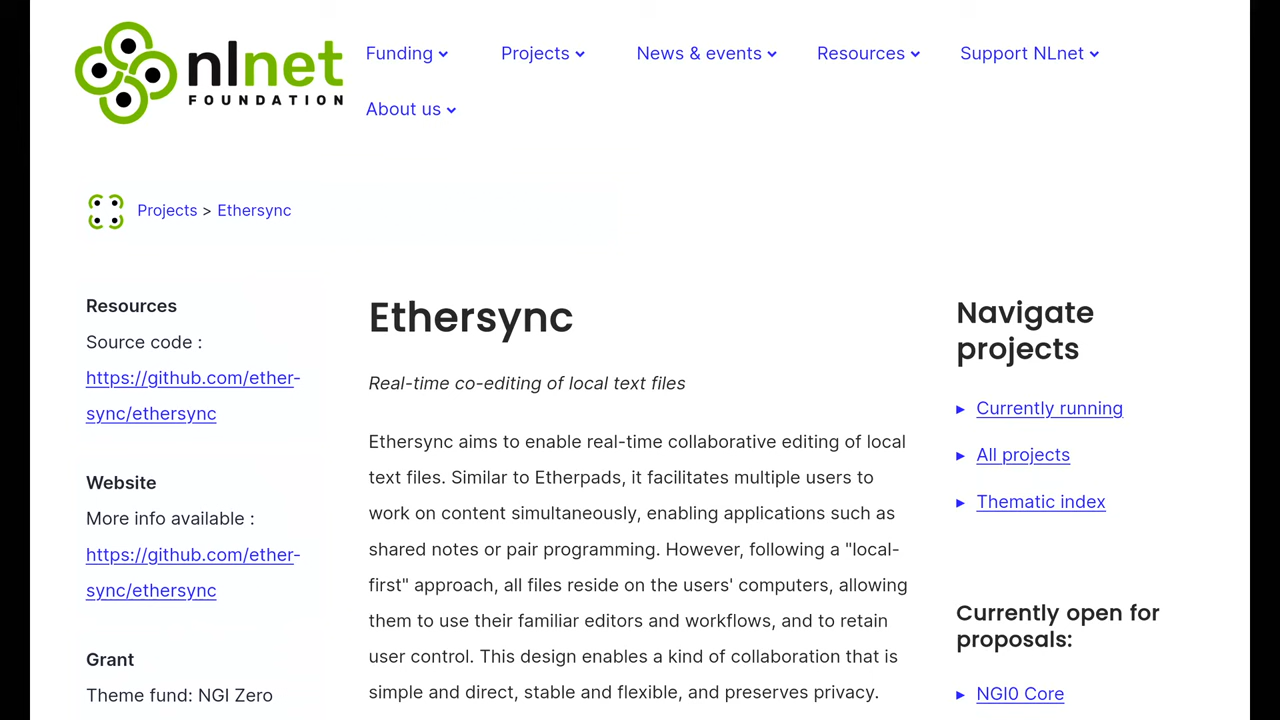 nlnet
FOUNDATION
Funding
Projects
News & events
Resources
Support NLnet
About us
Projects > Ethersync
Resources
Source code :
https://github.com/ether-
sync/ethersync
Website
More info available :
https://github.com/ether-
sync/ethersync
Grant
Theme fund: NGI Zero
Ethersync
Real-time co-editing of local text files
Ethersync aims to enable real-time collaborative editing of local
text files. Similar to Etherpads, it facilitates multiple users to
work on content simultaneously, enabling applications such as
shared notes or pair programming. However, following a "local-
first" approach, all files reside on the users' computers, allowing
them to use their familiar editors and workflows, and to retain
user control. This design enables a kind of collaboration that is
simple and direct, stable and flexible, and preserves privacy.
Navigate
projects
Currently running
All projects
Thematic index
Currently open for
proposals:
NGI0 Core